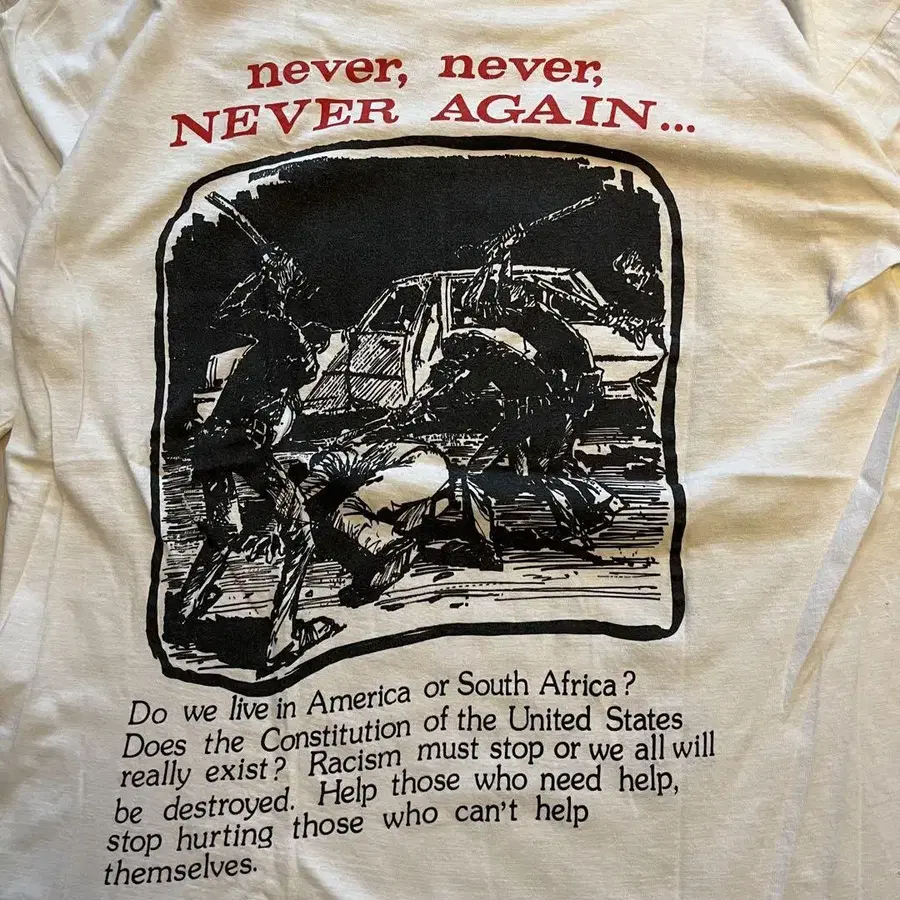 never, never,
NEVER AGAIN...
Do we live in America or South Africa?
Does the Constitution of the United States
really exist? Racism must stop or we all will
be destroyed. Help those who need help,
stop hurting those who can't help
themselves.